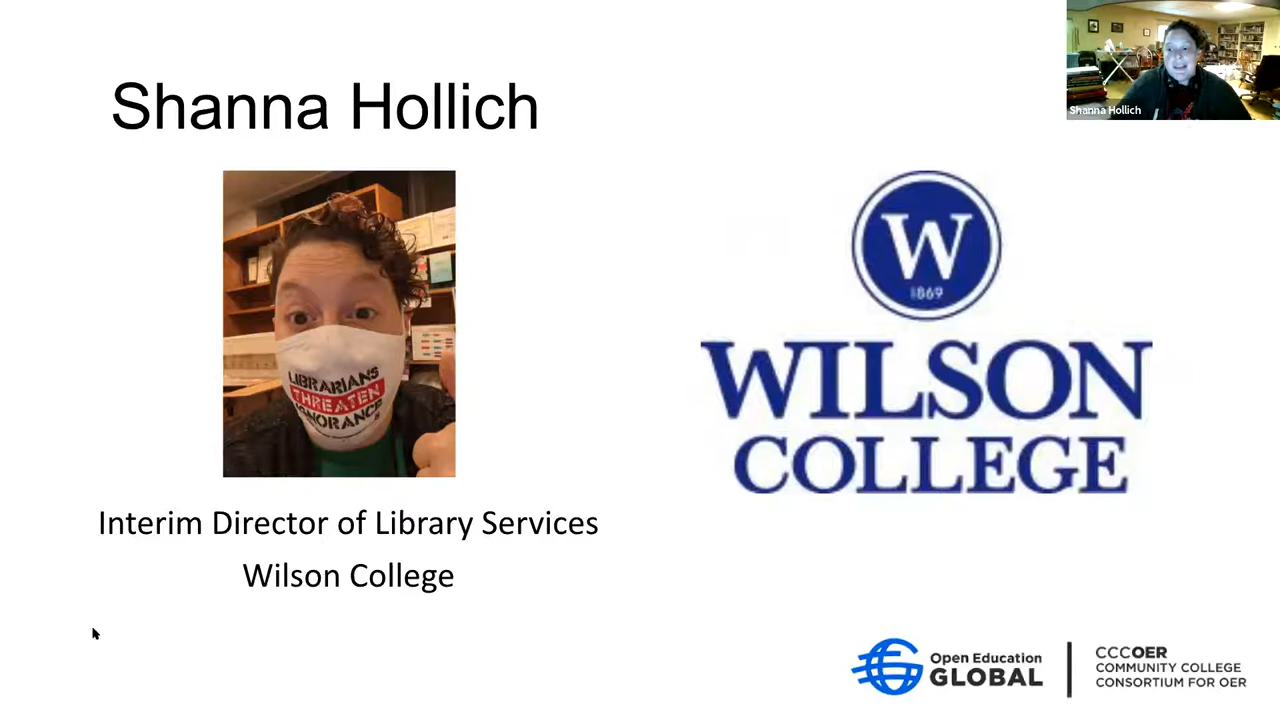 Shanna Hollich
Shanna Hollich
LIBRARIANS
THREATEN
IGNORANCE
W
1869
WILSON
COLLEGE
Interim Director of Library Services
Wilson College
Open Education
GLOBAL
CCCOER
COMMUNITY COLLEGE
CONSORTIUM FOR OER